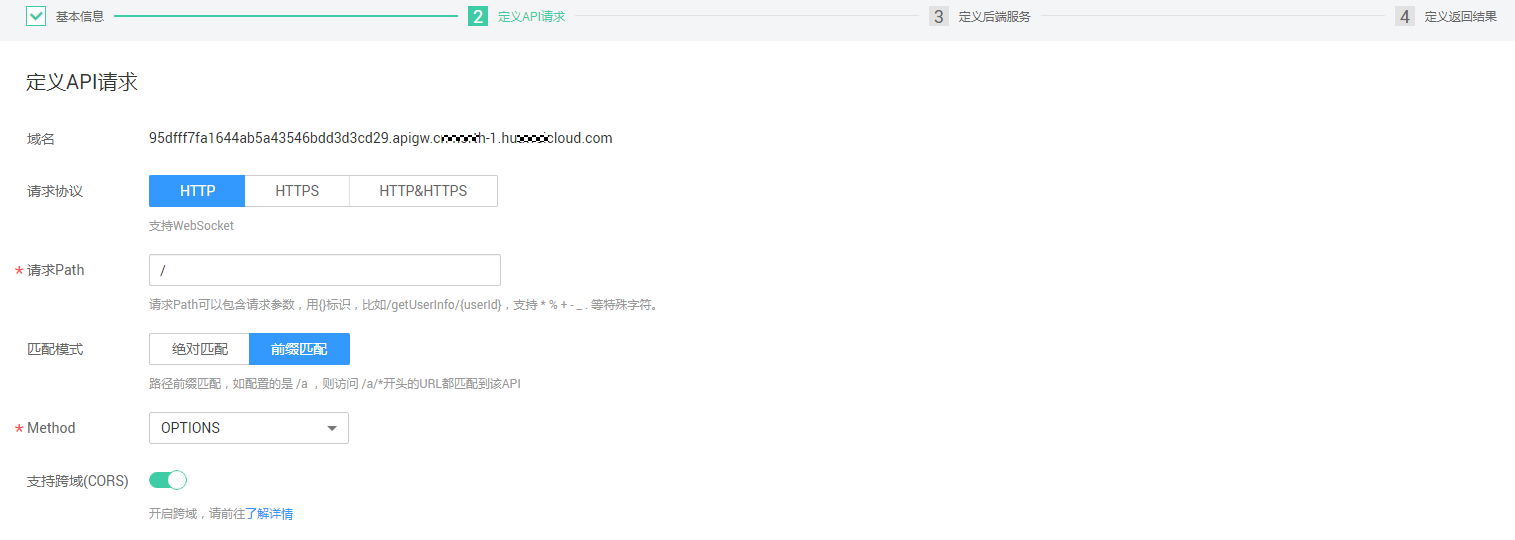 基本信息
2 定义API请求
3 定义后端服务
4 定义返回结果
定义API请求
域名 95dfff7fa1644ab5a43546bdd3d3cd29.apigw.c -1.hu cloud.com
请求协议 HTTP HTTPS HTTP&HTTPS
支持WebSocket
* 请求Path /
请求Path可以包含请求参数，用{}标识，比如/getUserInfo/{userId}，支持 * % + - _ . 等特殊字符。
匹配模式 绝对匹配 前缀匹配
路径前缀匹配，如配置的是 /a ，则访问 /a/*开头的URL都匹配到该API
* Method OPTIONS
支持跨域(CORS)
开启跨域，请前往了解详情